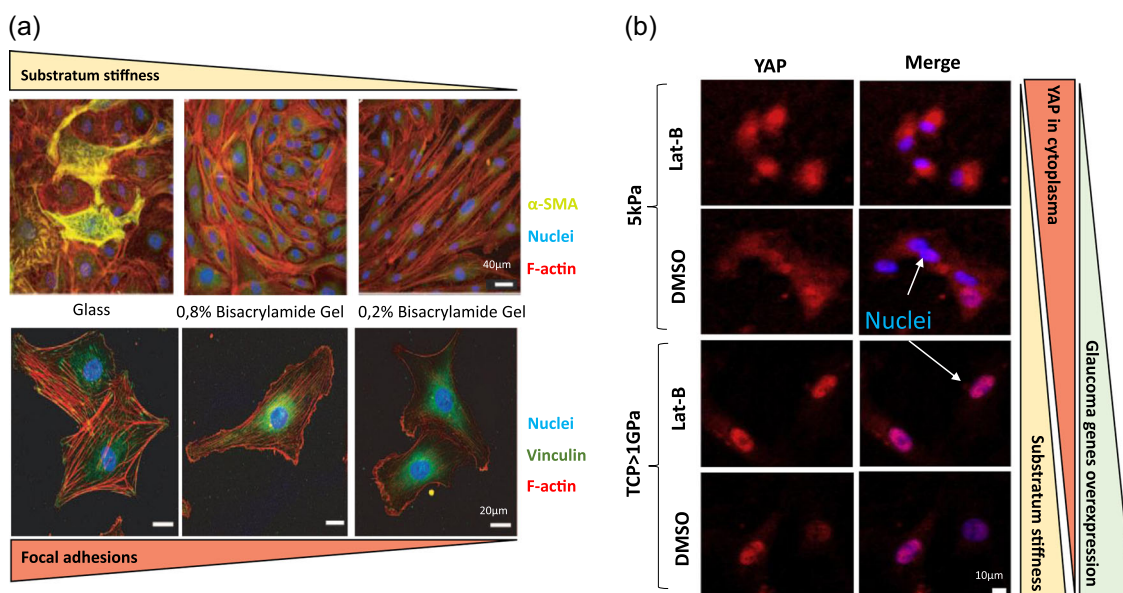 (a)
Substratum stiffness
α-SMA
Nuclei
F-actin
40μm
Glass
0,8% Bisacrylamide Gel
0,2% Bisacrylamide Gel
Nuclei
Vinculin
F-actin
20μm
Focal adhesions
(b)
YAP
Merge
5kPa
Lat-B
DMSO
Nuclei
TCP>1GPa
Lat-B
DMSO
10μm
YAP in cytoplasma
Substratum stiffness
Glaucoma genes overexpression